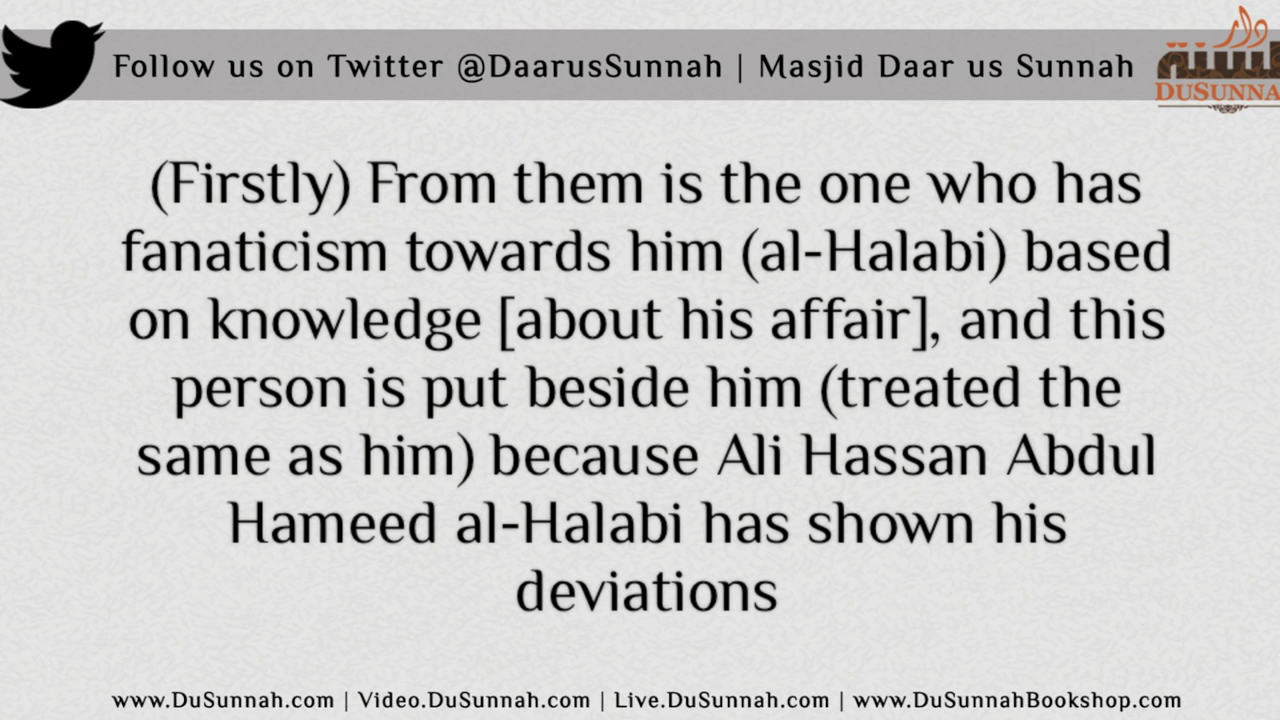 Follow us on Twitter @DaarusSunnah | Masjid Daar us Sunnah
دار
السنة
DUSUNNA
(Firstly) From them is the one who has
fanaticism towards him (al-Halabi) based
on knowledge [about his affair], and this
person is put beside him (treated the
same as him) because Ali Hassan Abdul
Hameed al-Halabi has shown his
deviations
www.DuSunnah.com | Video.DuSunnah.com | Live.DuSunnah.com | www.DuSunnahBookshop.com